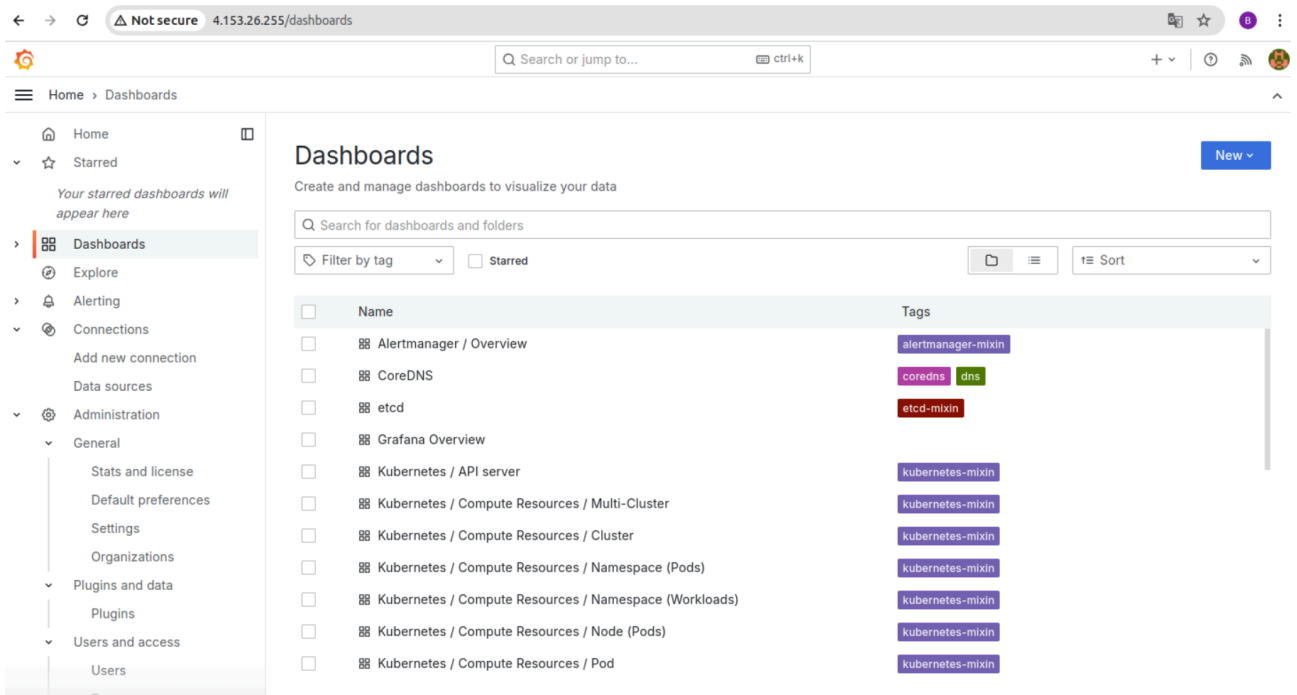 Not secure 4.153.26.255/dashboards B
Search or jump to... ctrl+k
Home › Dashboards
Home
Starred
Your starred dashboards will
appear here
Dashboards
Explore
Alerting
Connections
Add new connection
Data sources
Administration
General
Stats and license
Default preferences
Settings
Organizations
Plugins and data
Plugins
Users and access
Users
Dashboards
New
Create and manage dashboards to visualize your data
Search for dashboards and folders
Filter by tag Starred Sort
Name Tags
Alertmanager / Overview alertmanager-mixin
CoreDNS coredns dns
etcd etcd-mixin
Grafana Overview
Kubernetes / API server kubernetes-mixin
Kubernetes / Compute Resources / Multi-Cluster kubernetes-mixin
Kubernetes / Compute Resources / Cluster kubernetes-mixin
Kubernetes / Compute Resources / Namespace (Pods) kubernetes-mixin
Kubernetes / Compute Resources / Namespace (Workloads) kubernetes-mixin
Kubernetes / Compute Resources / Node (Pods) kubernetes-mixin
Kubernetes / Compute Resources / Pod kubernetes-mixin